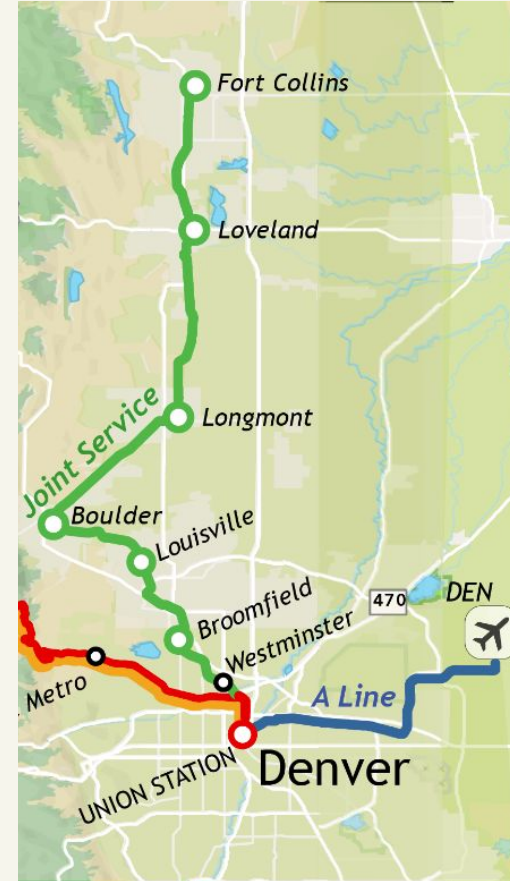 Fort Collins
Loveland
Joint Service
Longmont
Boulder
Louisville
Broomfield
470
DEN
Westminster
Metro
A Line
UNION STATION
Denver